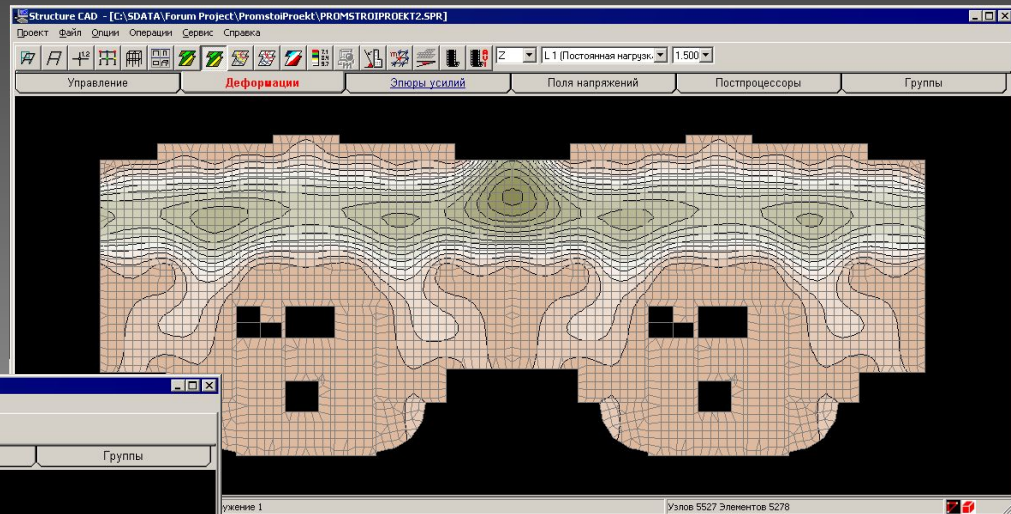 Structure CAD - [C:\SDATA\Forum Project\PromstoiProekt\PROMSTROIPROEKT2.SPR]
Проект Файл Опции Операции Сервис Справка
Z L 1 (Постоянная нагрузк. 1.500
Управление Деформации Эпюры усилий Поля напряжений Постпроцессоры Группы
Группы
ужение 1 Узлов 5527 Элементов 5278